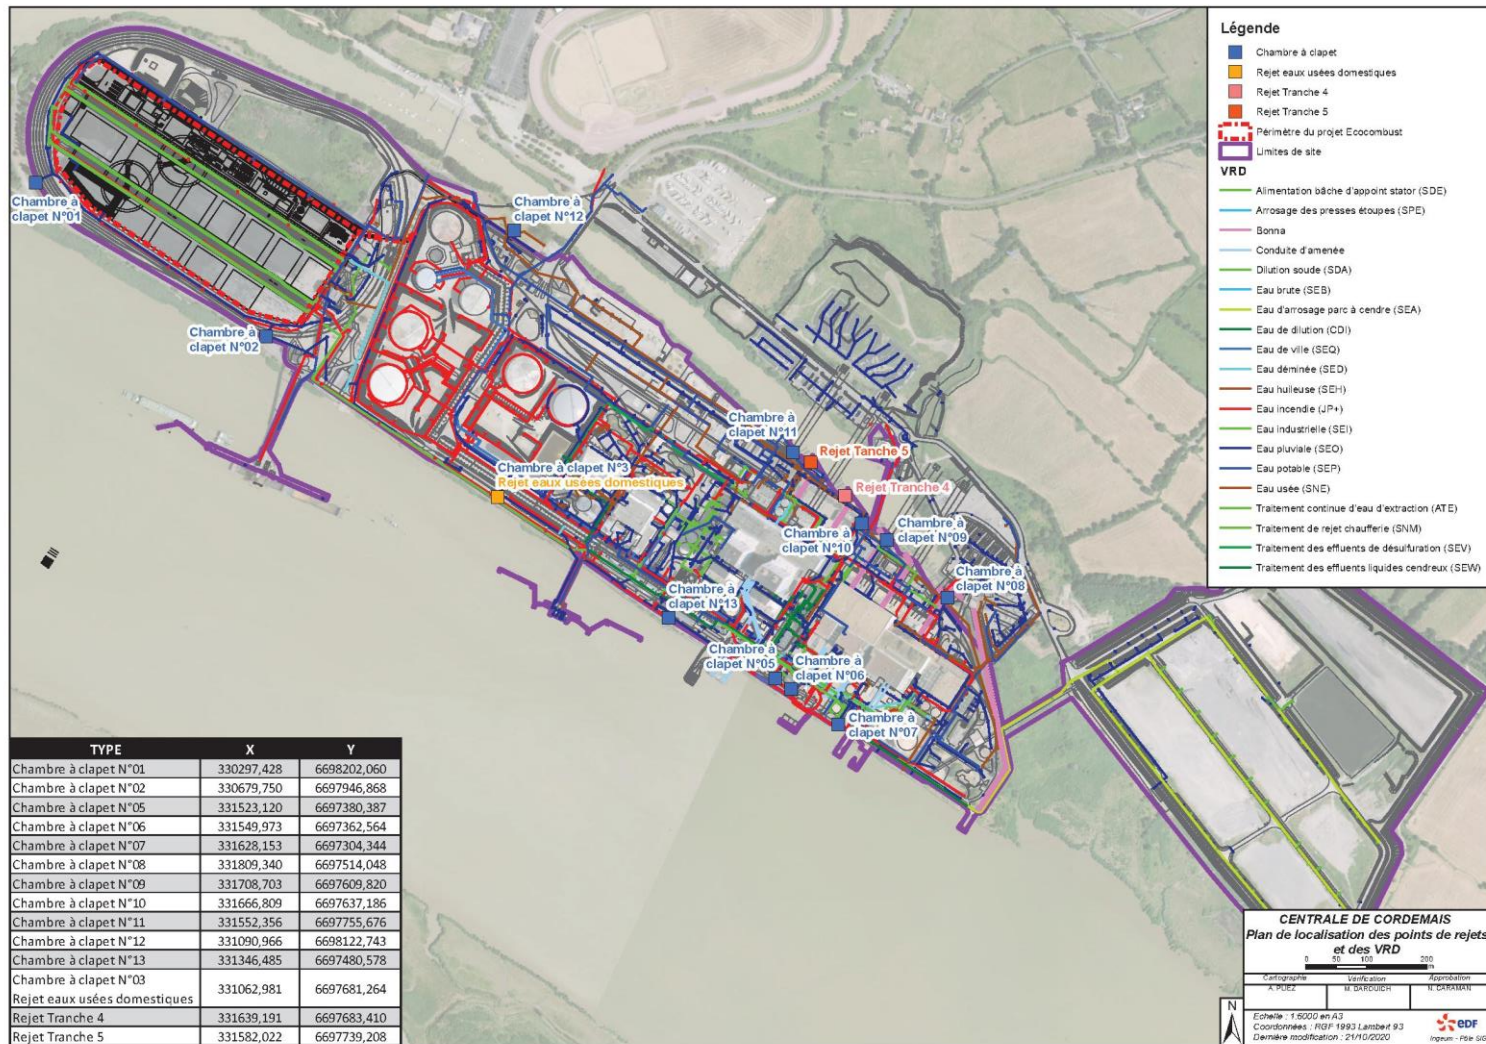 Légende
Chambre à clapet
Rejet eaux usées domestiques
Rejet Tranche 4
Rejet Tranche 5
Périmètre du projet Ecocombust
Limites de site
VRD
Alimentation bâche d'appoint stator (SDE)
Arrosage des presses étoupes (SPE)
Bonna
Conduite d'amenée
Dilution soude (SDA)
Eau brute (SEB)
Eau d'arrosage parc à cendre (SEA)
Eau de dilution (CDI)
Eau de ville (SEQ)
Eau déminée (SED)
Eau huileuse (SEH)
Eau incendie (JP+)
Eau industrielle (SEI)
Eau pluviale (SEO)
Eau potable (SEP)
Eau usée (SNE)
Traitement continue d'eau d'extraction (ATE)
Traitement de rejet chaufferie (SNM)
Traitement des effluents de désulfuration (SEV)
Traitement des effluents liquides cendreux (SEW)
Chambre à
clapet N°01
Chambre à
clapet N°12
Chambre à
clapet N°02
Chambre à
clapet N°11
Rejet Tanche 5
Chambre à clapet N°3
Rejet eaux usées domestiques
Rejet Tranche 4
Chambre à
clapet N°10
Chambre à
clapet N°09
Chambre à
clapet N°08
Chambre à
clapet N°13
Chambre à
clapet N°05
Chambre à
clapet N°06
Chambre à
clapet N°07
TYPE X Y
Chambre à clapet N°01 330297,428 6698202,060
Chambre à clapet N°02 330679,750 6697946,868
Chambre à clapet N°05 331523,120 6697380,387
Chambre à clapet N°06 331549,973 6697362,564
Chambre à clapet N°07 331628,153 6697304,344
Chambre à clapet N°08 331809,340 6697514,048
Chambre à clapet N°09 331708,703 6697609,820
Chambre à clapet N°10 331666,809 6697637,186
Chambre à clapet N°11 331552,356 6697755,676
Chambre à clapet N°12 331090,966 6698122,743
Chambre à clapet N°13 331346,485 6697480,578
Chambre à clapet N°03
Rejet eaux usées domestiques 331062,981 6697681,264
Rejet Tranche 4 331639,191 6697683,410
Rejet Tranche 5 331582,022 6697739,208
CENTRALE DE CORDEMAIS
Plan de localisation des points de rejets
et des VRD
0 50 100 200
m
Cartographie Vérification Approbation
A. PUEZ M. DARDUICH N. CARAMAN
N
Echelle : 1:6000 en A3
Coordonnées : RGF 1993 Lambert 93
Dernière modification : 21/10/2020
EDF
Ingeum - Pôle SIG